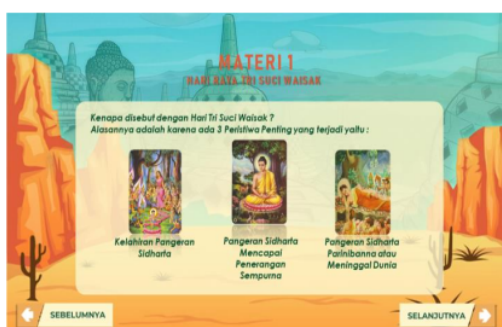 MATERI 1
HARI RAYA TRI SUCI WAISAK
Kenapa disebut dengan Hari Tri Suci Waisak ?
Alasannya adalah karena ada 3 Peristiwa Penting yang terjadi yaitu :
Kelahiran Pangeran
Sidharta
Pangeran Sidharta
Mencapai
Penerangan
Sempurna
Pangeran Sidharta
Parinibanna atau
Meninggal Dunia
SEBELUMNYA
SELANJUTNYA